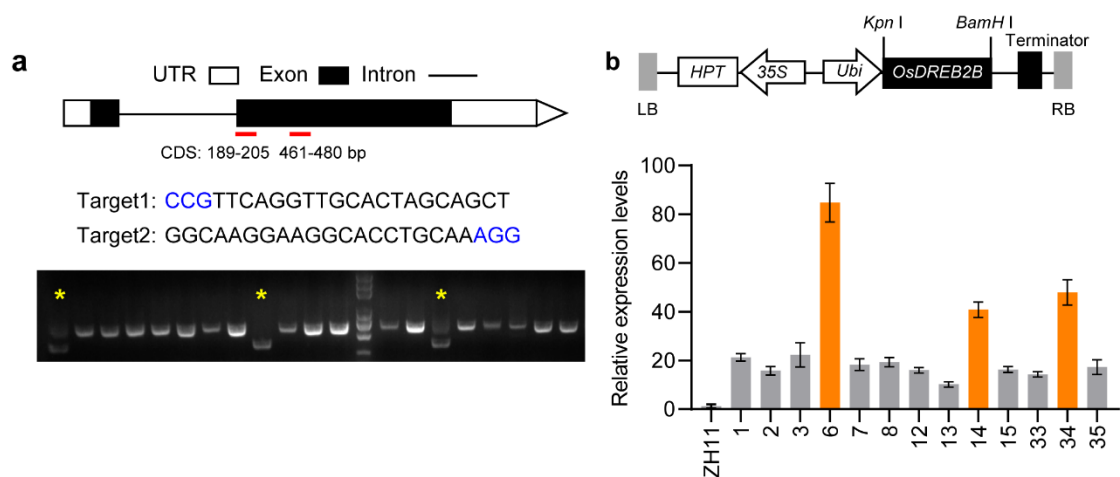 a
UTR Exon Intron
CDS: 189-205 461-480 bp
Target1: CCGTTCAGGTTGCACTAGCAGCT
Target2: GGCAAGGAAGGCACCTGCAAAGG
* * *
b
Kpn I BamH I
Terminator
HPT 35S Ubi OsDREB2B
LB RB
Relative expression levels
100
80
60
40
20
0
ZH11 1 2 3 6 7 8 12 13 14 15 33 34 35